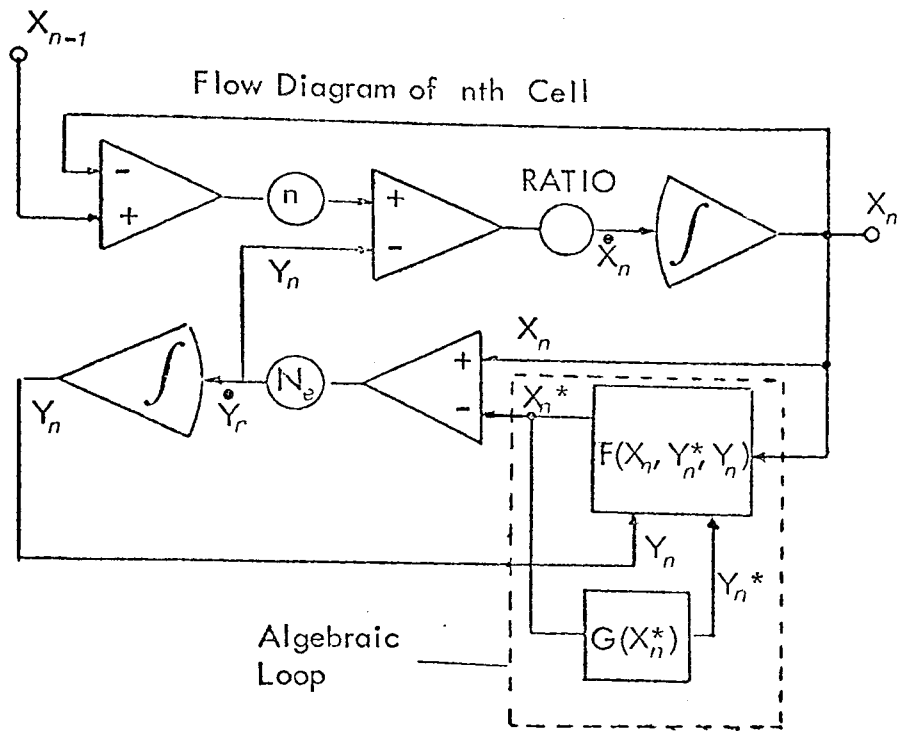 X_{n-1}
Flow Diagram of nth Cell
-
+
n
+
-
RATIO
Ẋ_n
∫
X_n
Y_n
∫
Y_n
Ẏ_r
N_e
+
-
X_n
X_n*
F(X_n, Y_n*, Y_n)
Y_n
Y_n*
G(X_n*)
Algebraic
Loop